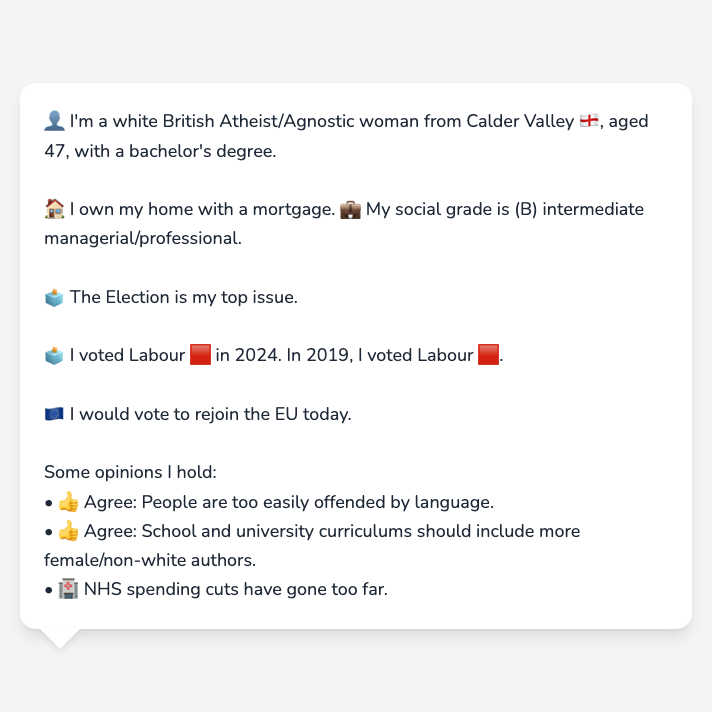 👤 I'm a white British Atheist/Agnostic woman from Calder Valley 🏴󠁧󠁢󠁥󠁮󠁧󠁿, aged
47, with a bachelor's degree.
🏠 I own my home with a mortgage. 💼 My social grade is (B) intermediate
managerial/professional.
🗳️ The Election is my top issue.
🗳️ I voted Labour 🟥 in 2024. In 2019, I voted Labour 🟥.
🇪🇺 I would vote to rejoin the EU today.
Some opinions I hold:
• 👍 Agree: People are too easily offended by language.
• 👍 Agree: School and university curriculums should include more
female/non-white authors.
• 🏥 NHS spending cuts have gone too far.